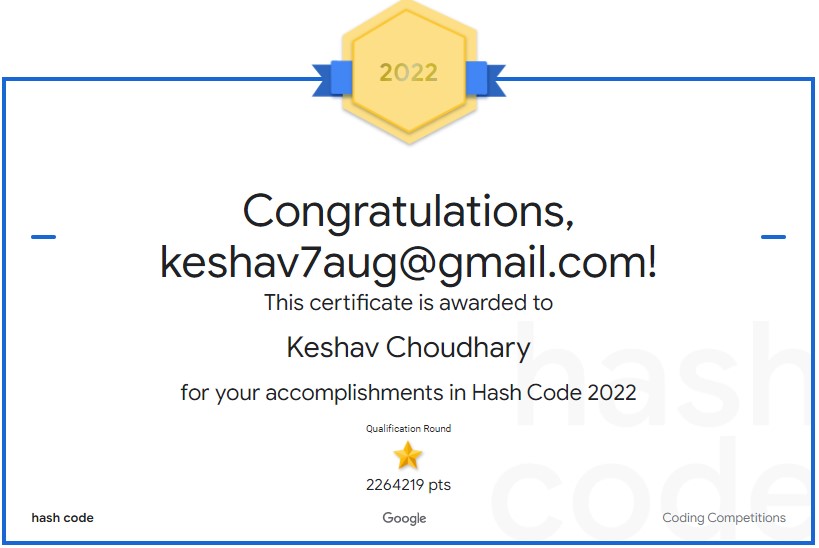 2022
Congratulations,
keshav7aug@gmail.com!
This certificate is awarded to
Keshav Choudhary
for your accomplishments in Hash Code 2022
Qualification Round
2264219 pts
hash
code
hash code
Google
Coding Competitions